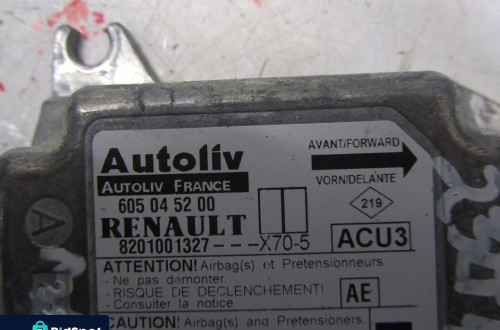 Autoliv
AUTOLIV FRANCE
605 04 52 00
RENAULT
8201001327---X70-5
AVANT/FORWARD
VORN/DELANTE
219
ACU3
ATTENTION! Airbag(s) et Pretensionneurs
- Ne pas demonter
- RISQUE DE DECLENCHEMENT!
- Consulter la notice
AE
CAUTION! Airbag(s) and Pretensioners
A
BidSpot